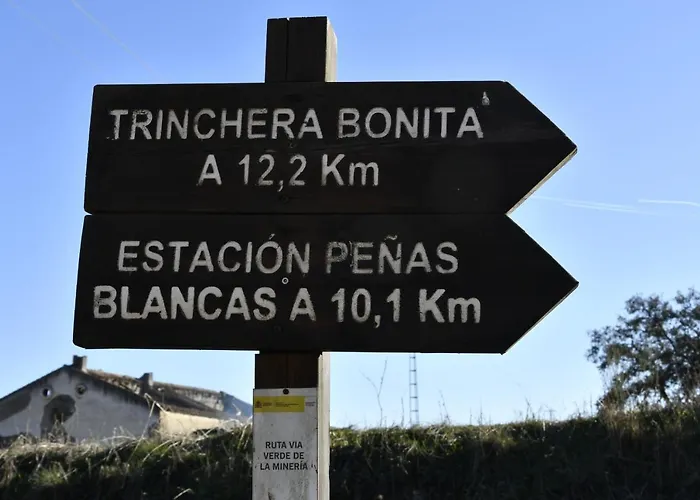 TRINCHERA BONITA
A 12,2 Km
ESTACIÓN PEÑAS
BLANCAS A 10,1 Km
RUTA VIA
VERDE DE
LA MINERÍA